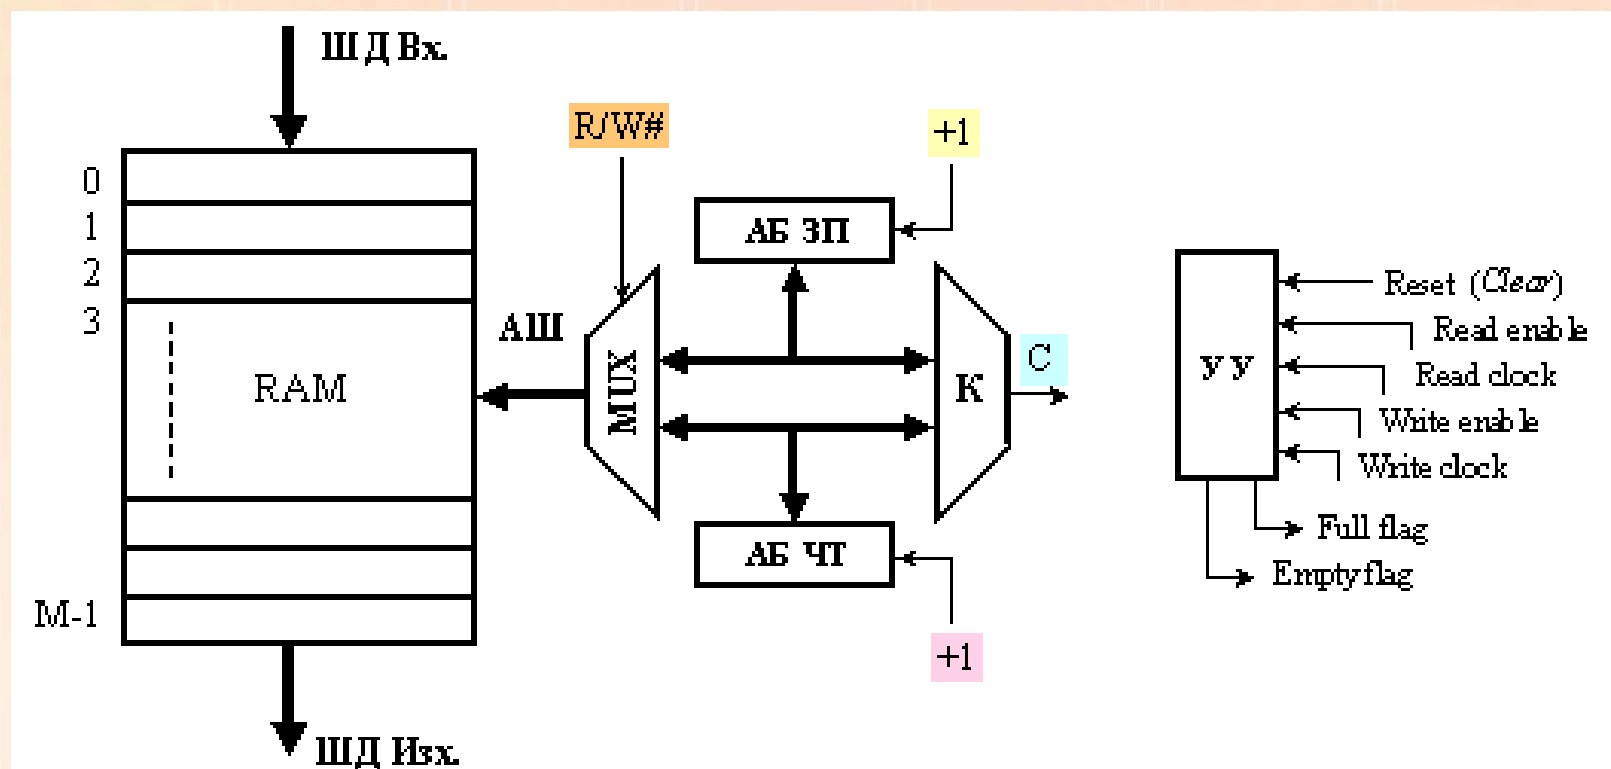 ШД Вх.
R/W#
+1
0
1
2
3
АБ ЗП
АШ
RAM
MUX
К
C
АБ ЧТ
+1
M-1
ШД Изх.
УУ
Reset (Clear)
Read enable
Read clock
Write enable
Write clock
Full flag
Empty flag